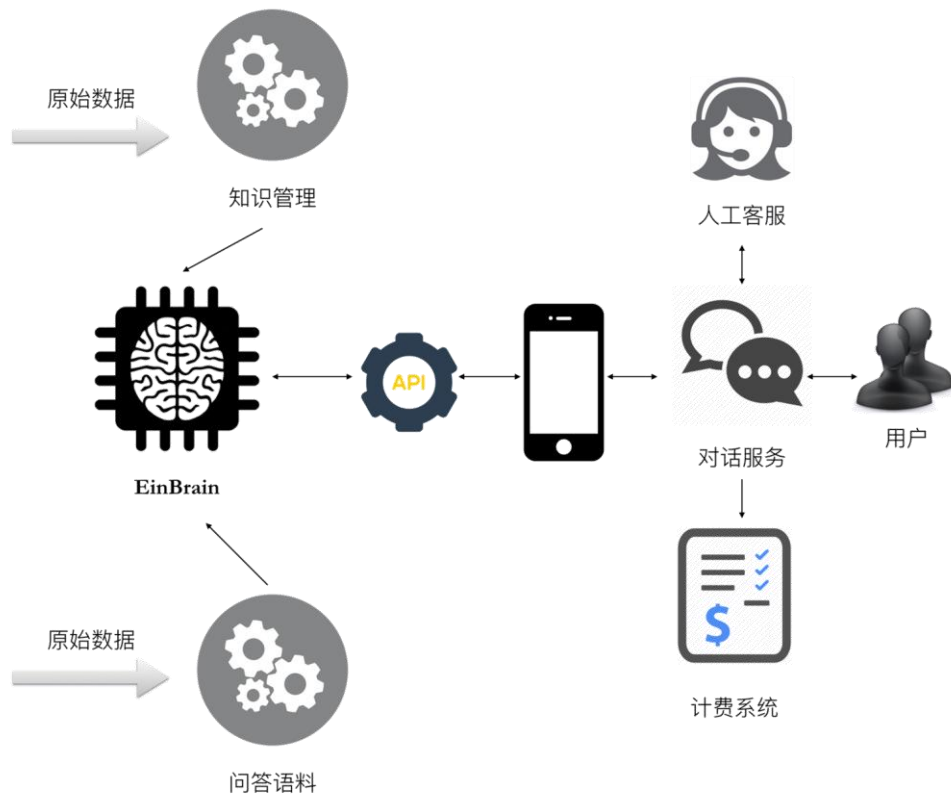 原始数据
知识管理
人工客服
API
EinBrain
对话服务
用户
原始数据
$
计费系统
问答语料